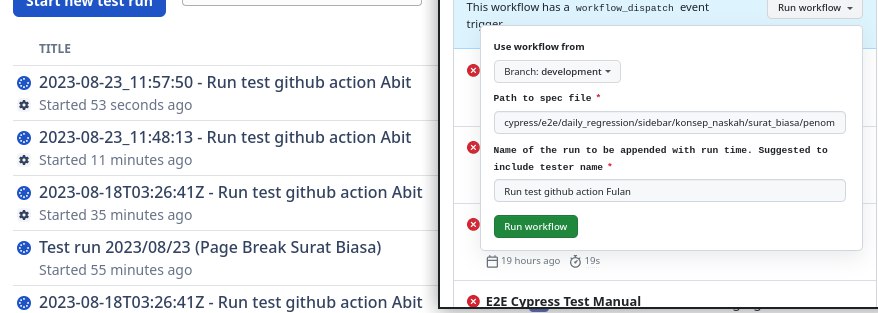 Start new test run
TITLE
2023-08-23_11:57:50 - Run test github action Abit
Started 53 seconds ago
2023-08-23_11:48:13 - Run test github action Abit
Started 11 minutes ago
2023-08-18T03:26:41Z - Run test github action Abit
Started 35 minutes ago
Test run 2023/08/23 (Page Break Surat Biasa)
Started 55 minutes ago
2023-08-18T03:26:41Z - Run test github action Abit
This workflow has a workflow_dispatch event
trigger.
Run workflow
Use workflow from
Branch: development
Path to spec file *
cypress/e2e/daily_regression/sidebar/konsep_naskah/surat_biasa/penom
Name of the run to be appended with run time. Suggested to
include tester name *
Run test github action Fulan
Run workflow
19 hours ago 19s
E2E Cypress Test Manual